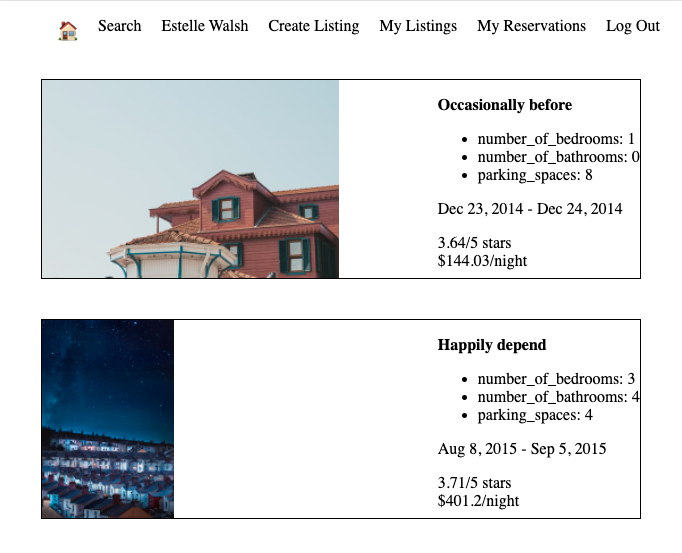 Search Estelle Walsh Create Listing My Listings My Reservations Log Out
Occasionally before
number_of_bedrooms: 1
number_of_bathrooms: 0
parking_spaces: 8
Dec 23, 2014 - Dec 24, 2014
3.64/5 stars
$144.03/night
Happily depend
number_of_bedrooms: 3
number_of_bathrooms: 4
parking_spaces: 4
Aug 8, 2015 - Sep 5, 2015
3.71/5 stars
$401.2/night